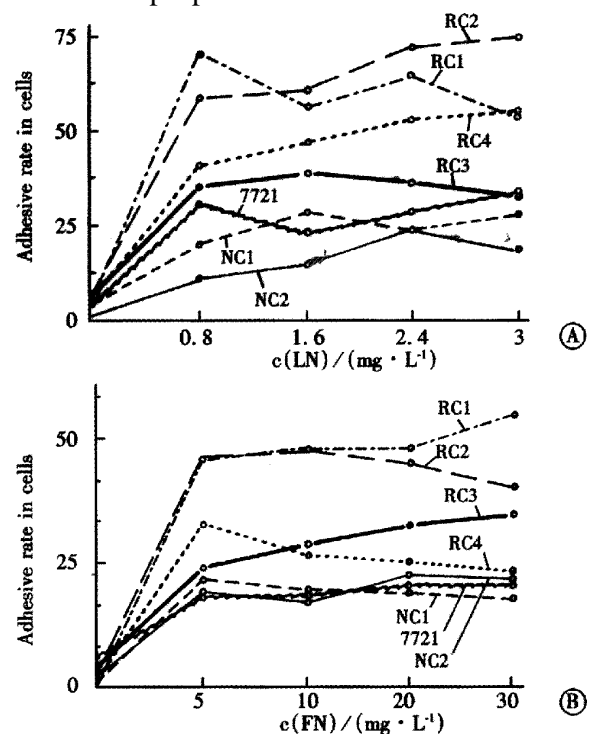 75
50
25
0
Adhesive rate in cells
RC2
RC1
RC4
RC3
7721
NC1
NC2
0.8 1.6 2.4 3
c(LN)/(mg · L⁻¹)
A
50
25
0
Adhesive rate in cells
RC1
RC2
RC3
RC4
NC1
7721
NC2
5 10 20 30
c(FN)/(mg · L⁻¹)
B